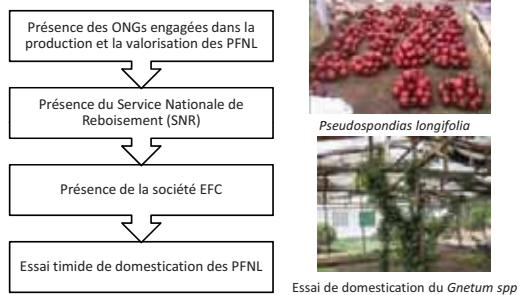 Présence des ONGs engagées dans la
production et la valorisation des PFNL
Présence du Service Nationale de
Reboisement (SNR)
Présence de la société EFC
Essai timide de domestication des PFNL
Pseudospondias longifolia
Essai de domestication du Gnetum spp